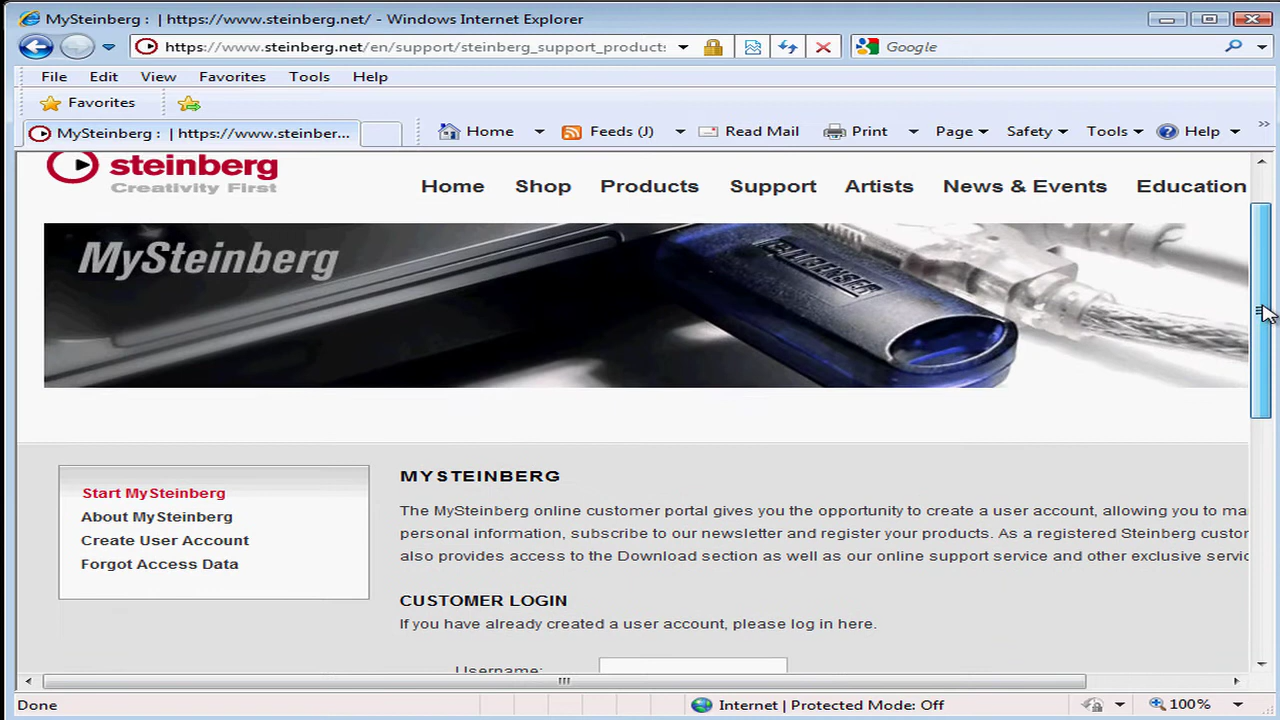 MySteinberg : | https://www.steinberg.net/ - Windows Internet Explorer
https://www.steinberg.net/en/support/steinberg_support_products
Google
File Edit View Favorites Tools Help
Favorites
MySteinberg : | https://www.steinber...
Home Feeds (J) Read Mail Print Page Safety Tools Help »
steinberg
Creativity First
Home Shop Products Support Artists News & Events Education
MySteinberg
Start MySteinberg
About MySteinberg
Create User Account
Forgot Access Data
MYSTEINBERG
The MySteinberg online customer portal gives you the opportunity to create a user account, allowing you to ma
personal information, subscribe to our newsletter and register your products. As a registered Steinberg custor
also provides access to the Download section as well as our online support service and other exclusive servic
CUSTOMER LOGIN
If you have already created a user account, please log in here.
Username:
Done
Internet | Protected Mode: Off
100%